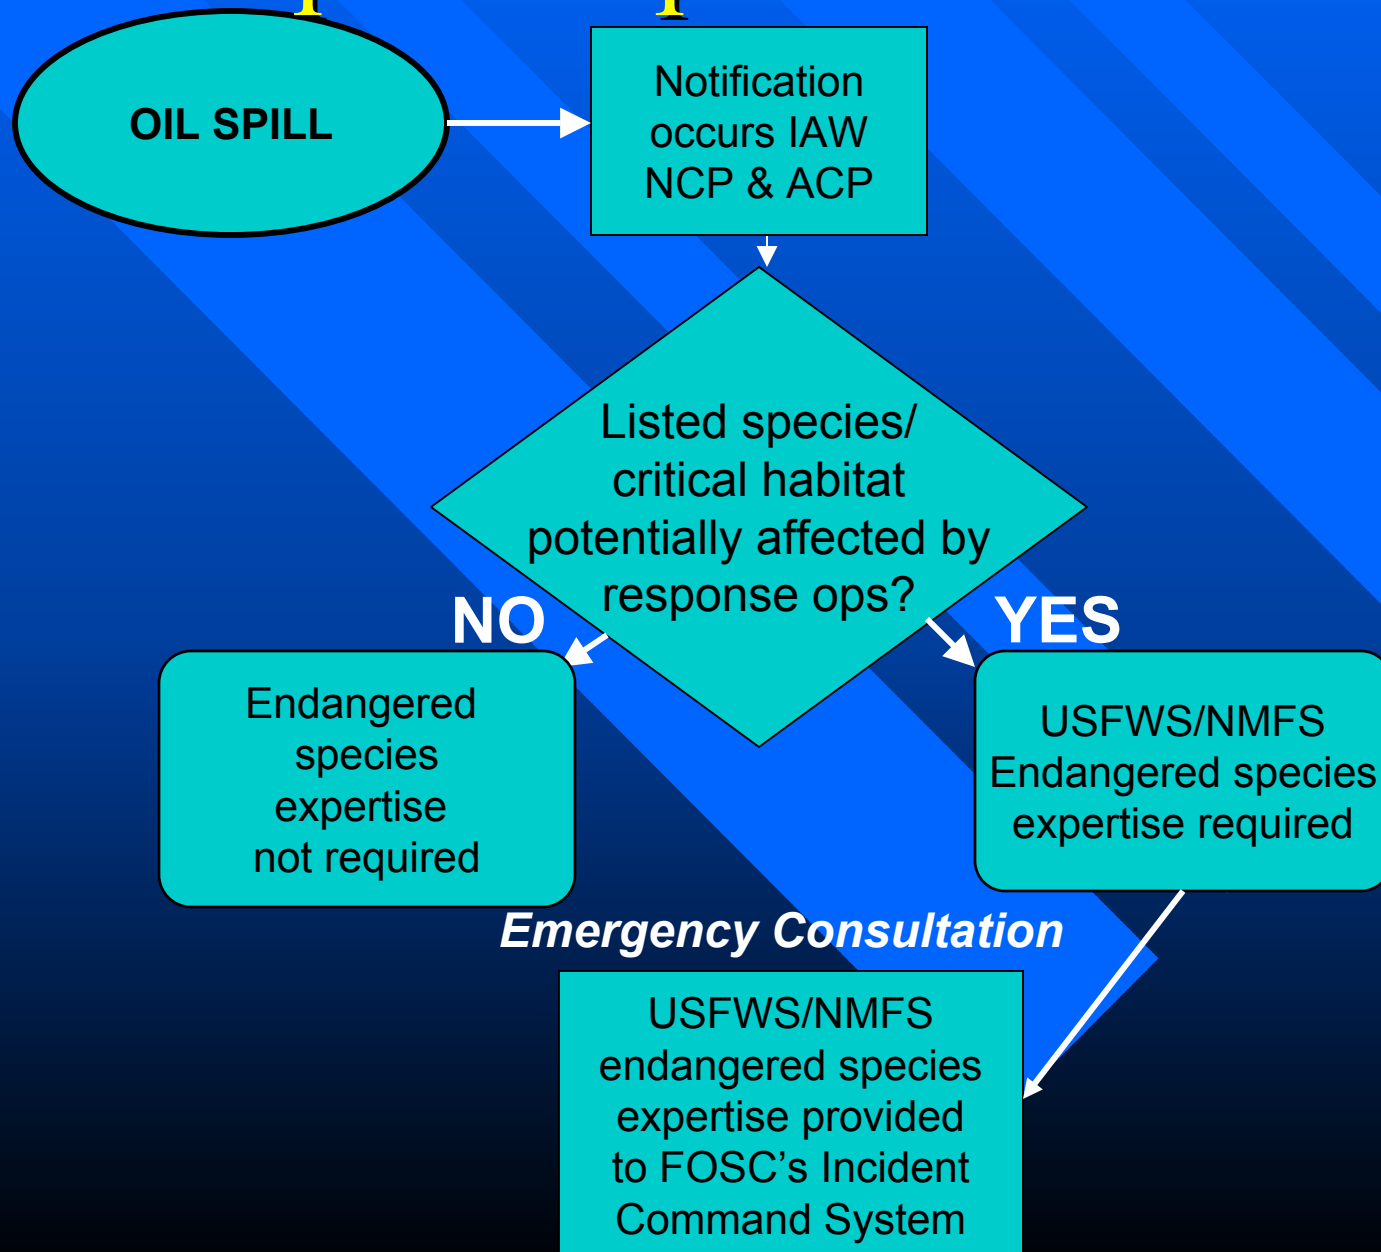 OIL SPILL
Notification
occurs IAW
NCP & ACP
Listed species/
critical habitat
potentially affected by
response ops?
NO
YES
Endangered
species
expertise
not required
USFWS/NMFS
Endangered species
expertise required
Emergency Consultation
USFWS/NMFS
endangered species
expertise provided
to FOSC’s Incident
Command System